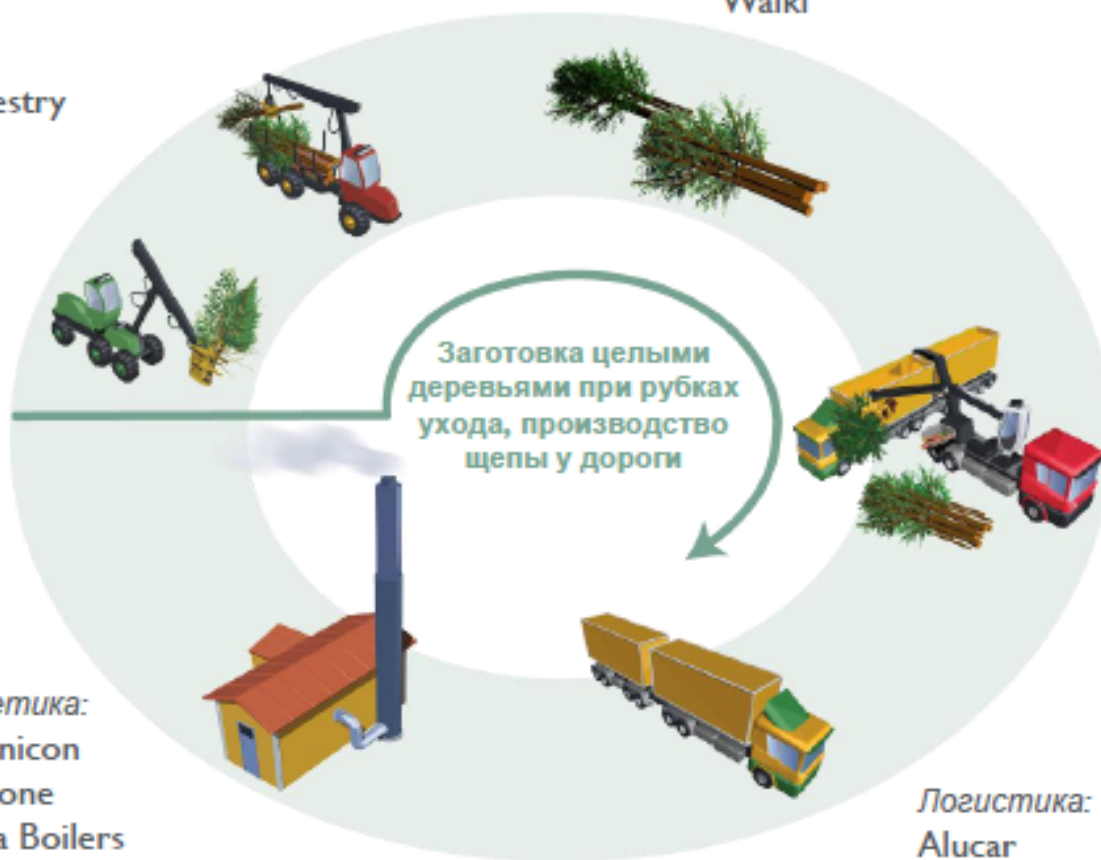 Walki
estry
Заготовка целыми
деревьями при рубках
ухода, производство
щепы у дороги
етика:
nicon
one
a Boilers
Логистика:
Alucar